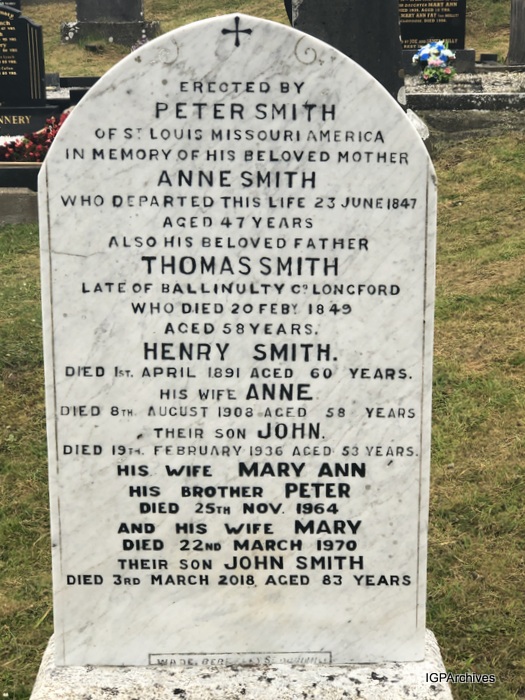 ERECTED BY
PETER SMITH
OF ST. LOUIS MISSOURI AMERICA
IN MEMORY OF HIS BELOVED MOTHER
ANNE SMITH
WHO DEPARTED THIS LIFE 23 JUNE 1847
AGED 47 YEARS
ALSO HIS BELOVED FATHER
THOMAS SMITH
LATE OF BALLINULTY Co. LONGFORD
WHO DIED 20 FEBY 1849
AGED 58 YEARS.
HENRY SMITH.
DIED 1ST. APRIL 1891 AGED 60 YEARS.
HIS WIFE ANNE
DIED 8TH. AUGUST 1908 AGED 58 YEARS
THEIR SON JOHN.
DIED 19TH. FEBRUARY 1936 AGED 53 YEARS.
HIS WIFE MARY ANN
HIS BROTHER PETER
DIED 25TH NOV. 1964
AND HIS WIFE MARY
DIED 22ND MARCH 1970
THEIR SON JOHN SMITH
DIED 3RD MARCH 2018 AGED 83 YEARS
IGPArchives